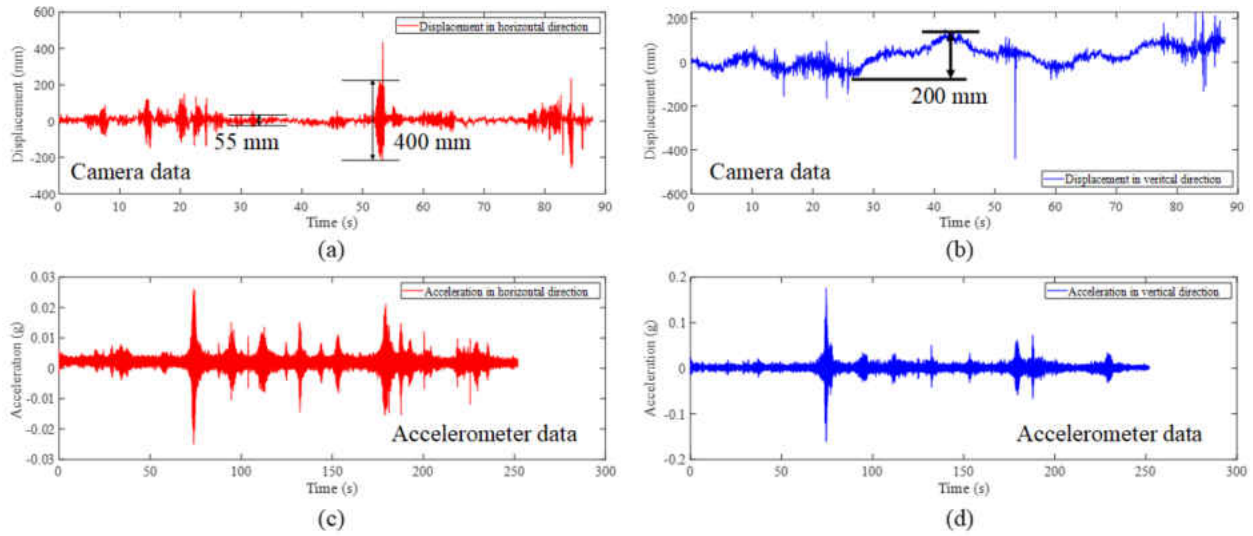 600
400
200
0
-200
-400
Displacement (mm)
Displacement in horizontal direction
55 mm
400 mm
Camera data
0 10 20 30 40 50 60 70 80 90
Time (s)
(a)
200
0
-200
-400
-600
Displacement (mm)
200 mm
Camera data
Displacement in veritcal direction
0 10 20 30 40 50 60 70 80 90
Time (s)
(b)
0.03
0.02
0.01
0
-0.01
-0.02
-0.03
Acceleration (g)
Acceleration in horizontal direction
Accelerometer data
0 50 100 150 200 250 300
Time (s)
(c)
0.2
0.1
0
-0.1
-0.2
Acceleration (g)
Acceleration in vertical direction
Accelerometer data
0 50 100 150 200 250 300
Time (s)
(d)